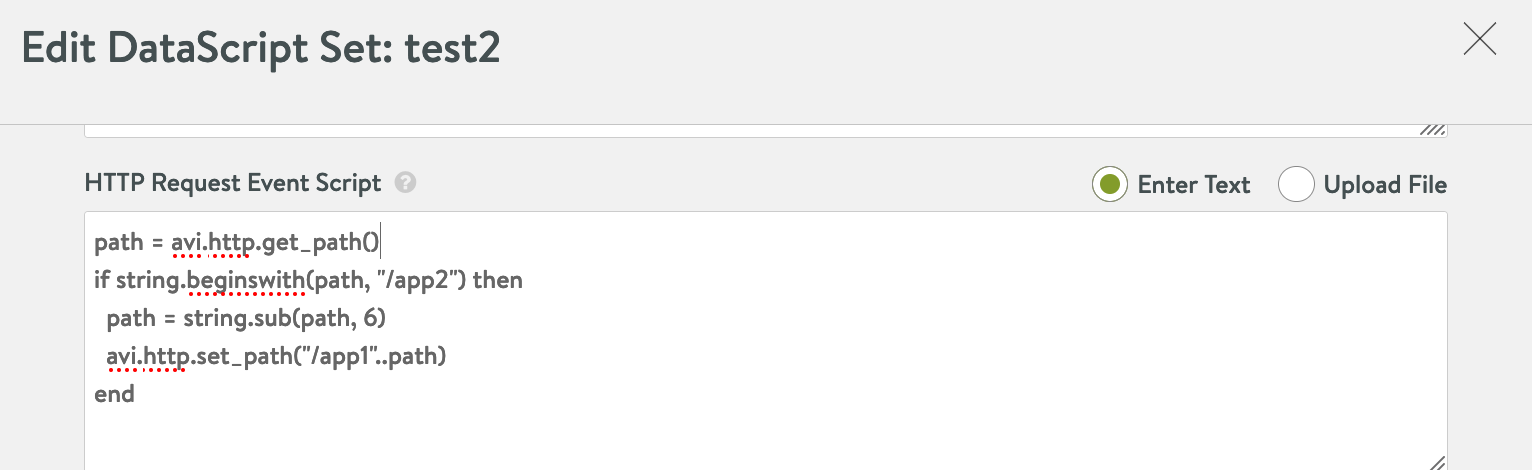 Edit DataScript Set: test2
HTTP Request Event Script ?
Enter Text
Upload File
path = avi.http.get_path()
if string.beginswith(path, "/app2") then
  path = string.sub(path, 6)
  avi.http.set_path("/app1"..path)
end